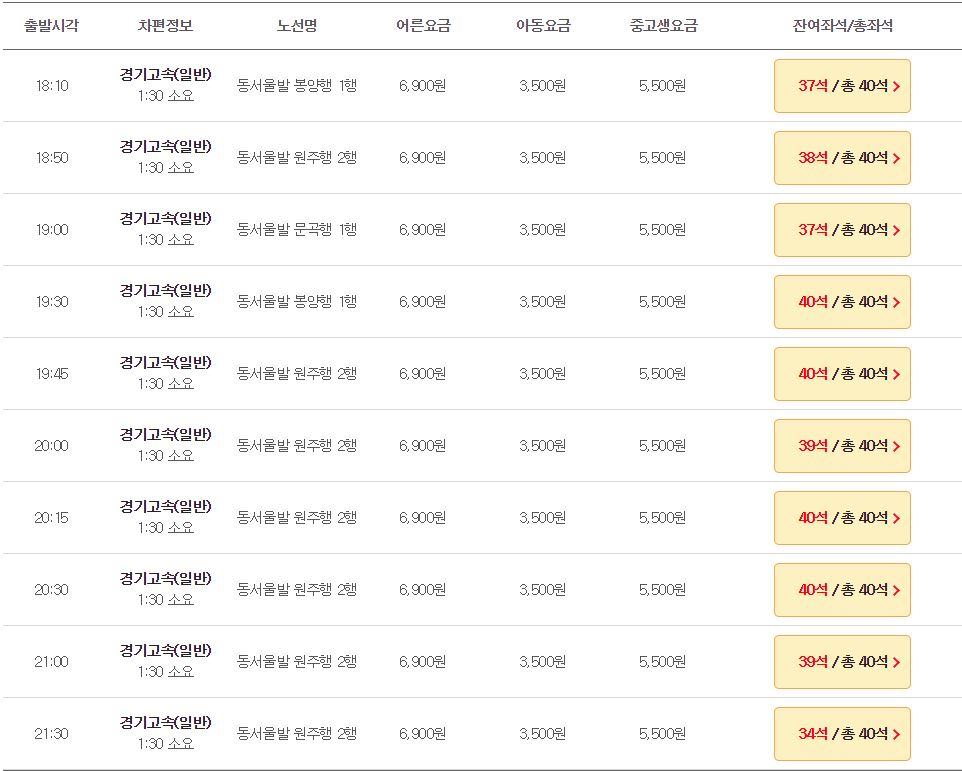 출발시각 차편정보 노선명 어른요금 아동요금 중고생요금 잔여좌석/총좌석
18:10 경기고속(일반) 동서울발 봉양행 1행 6,900원 3,500원 5,500원 37석 / 총 40석 >
1:30 소요
18:50 경기고속(일반) 동서울발 원주행 2행 6,900원 3,500원 5,500원 38석 / 총 40석 >
1:30 소요
19:00 경기고속(일반) 동서울발 문곡행 1행 6,900원 3,500원 5,500원 37석 / 총 40석 >
1:30 소요
19:30 경기고속(일반) 동서울발 봉양행 1행 6,900원 3,500원 5,500원 40석 / 총 40석 >
1:30 소요
19:45 경기고속(일반) 동서울발 원주행 2행 6,900원 3,500원 5,500원 40석 / 총 40석 >
1:30 소요
20:00 경기고속(일반) 동서울발 원주행 2행 6,900원 3,500원 5,500원 39석 / 총 40석 >
1:30 소요
20:15 경기고속(일반) 동서울발 원주행 2행 6,900원 3,500원 5,500원 40석 / 총 40석 >
1:30 소요
20:30 경기고속(일반) 동서울발 원주행 2행 6,900원 3,500원 5,500원 40석 / 총 40석 >
1:30 소요
21:00 경기고속(일반) 동서울발 원주행 2행 6,900원 3,500원 5,500원 39석 / 총 40석 >
1:30 소요
21:30 경기고속(일반) 동서울발 원주행 2행 6,900원 3,500원 5,500원 34석 / 총 40석 >
1:30 소요